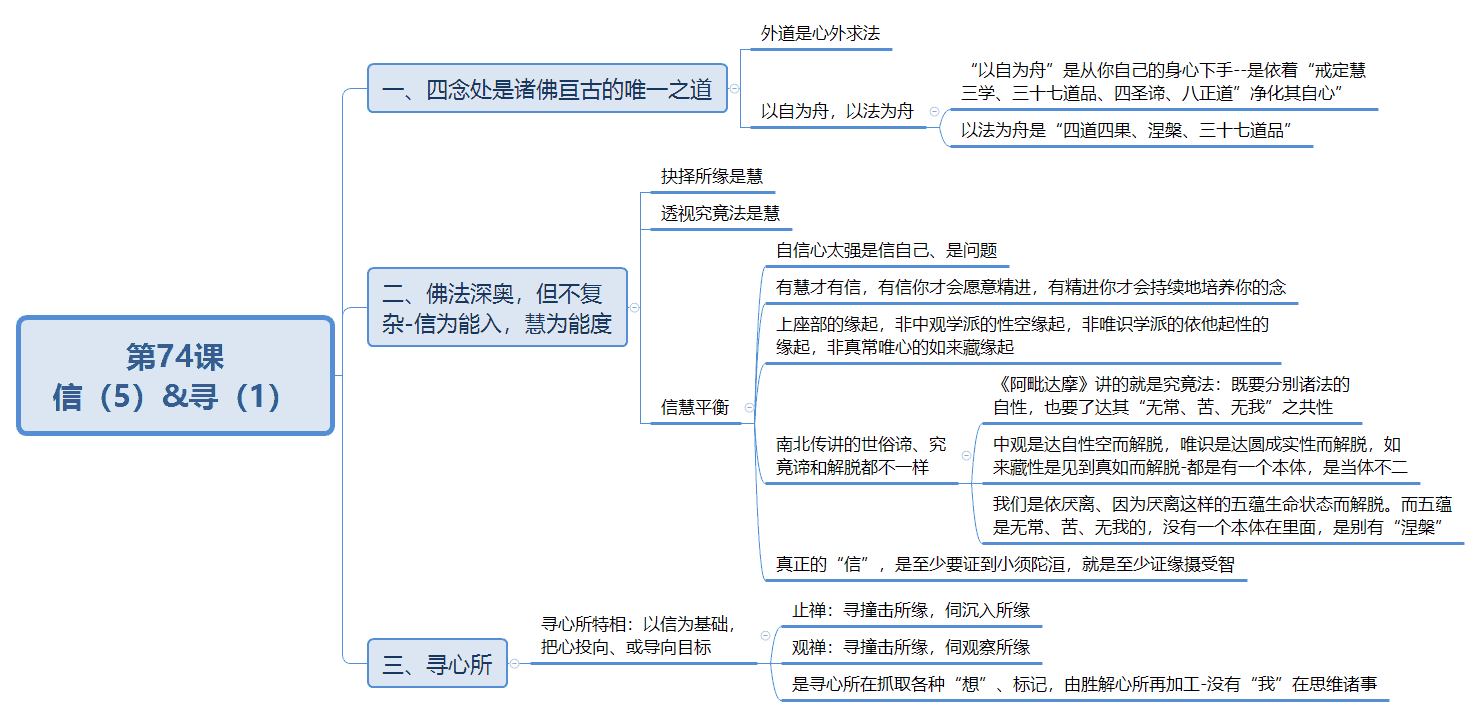 第74课
信（5）&寻（1）
一、四念处是诸佛亘古的唯一之道
外道是心外求法
以自为舟，以法为舟
“以自为舟”是从你自己的身心下手--是依着“戒定慧
三学、三十七道品、四圣谛、八正道”净化其自心”
以法为舟是“四道四果、涅槃、三十七道品”
二、佛法深奥，但不复
杂-信为能入，慧为能度
抉择所缘是慧
透视究竟法是慧
信慧平衡
自信心太强是信自己、是问题
有慧才有信，有信你才会愿意精进，有精进你才会持续地培养你的念
上座部的缘起，非中观学派的性空缘起，非唯识学派的依他起性的
缘起，非真常唯心的如来藏缘起
南北传讲的世俗谛、究
竟谛和解脱都不一样
《阿毗达摩》讲的就是究竟法：既要分别诸法的
自性，也要了达其“无常、苦、无我”之共性
中观是达自性空而解脱，唯识是达圆成实性而解脱，如
来藏性是见到真如而解脱-都是有一个本体，是当体不二
我们是依厌离、因为厌离这样的五蕴生命状态而解脱。而五蕴
是无常、苦、无我的，没有一个本体在里面，是别有“涅槃”
真正的“信”，是至少要证到小须陀洹，就是至少证缘摄受智
三、寻心所
寻心所特相：以信为基础，
把心投向、或导向目标
止禅：寻撞击所缘，伺沉入所缘
观禅：寻撞击所缘，伺观察所缘
是寻心所在抓取各种“想”、标记，由胜解心所再加工-没有“我”在思维诸事